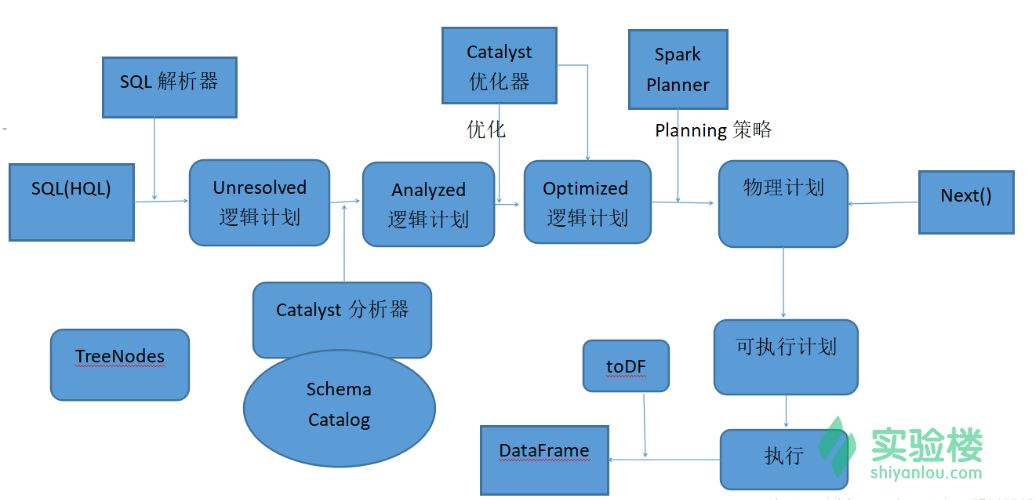 Catalyst
优化器
Spark
Planner
SQL 解析器
优化
Planning 策略
SQL(HQL)
Unresolved
逻辑计划
Analyzed
逻辑计划
Optimized
逻辑计划
物理计划
Next()
Catalyst 分析器
Schema
Catalog
TreeNodes
toDF
可执行计划
DataFrame
执行
实验楼
shiyanlou.com